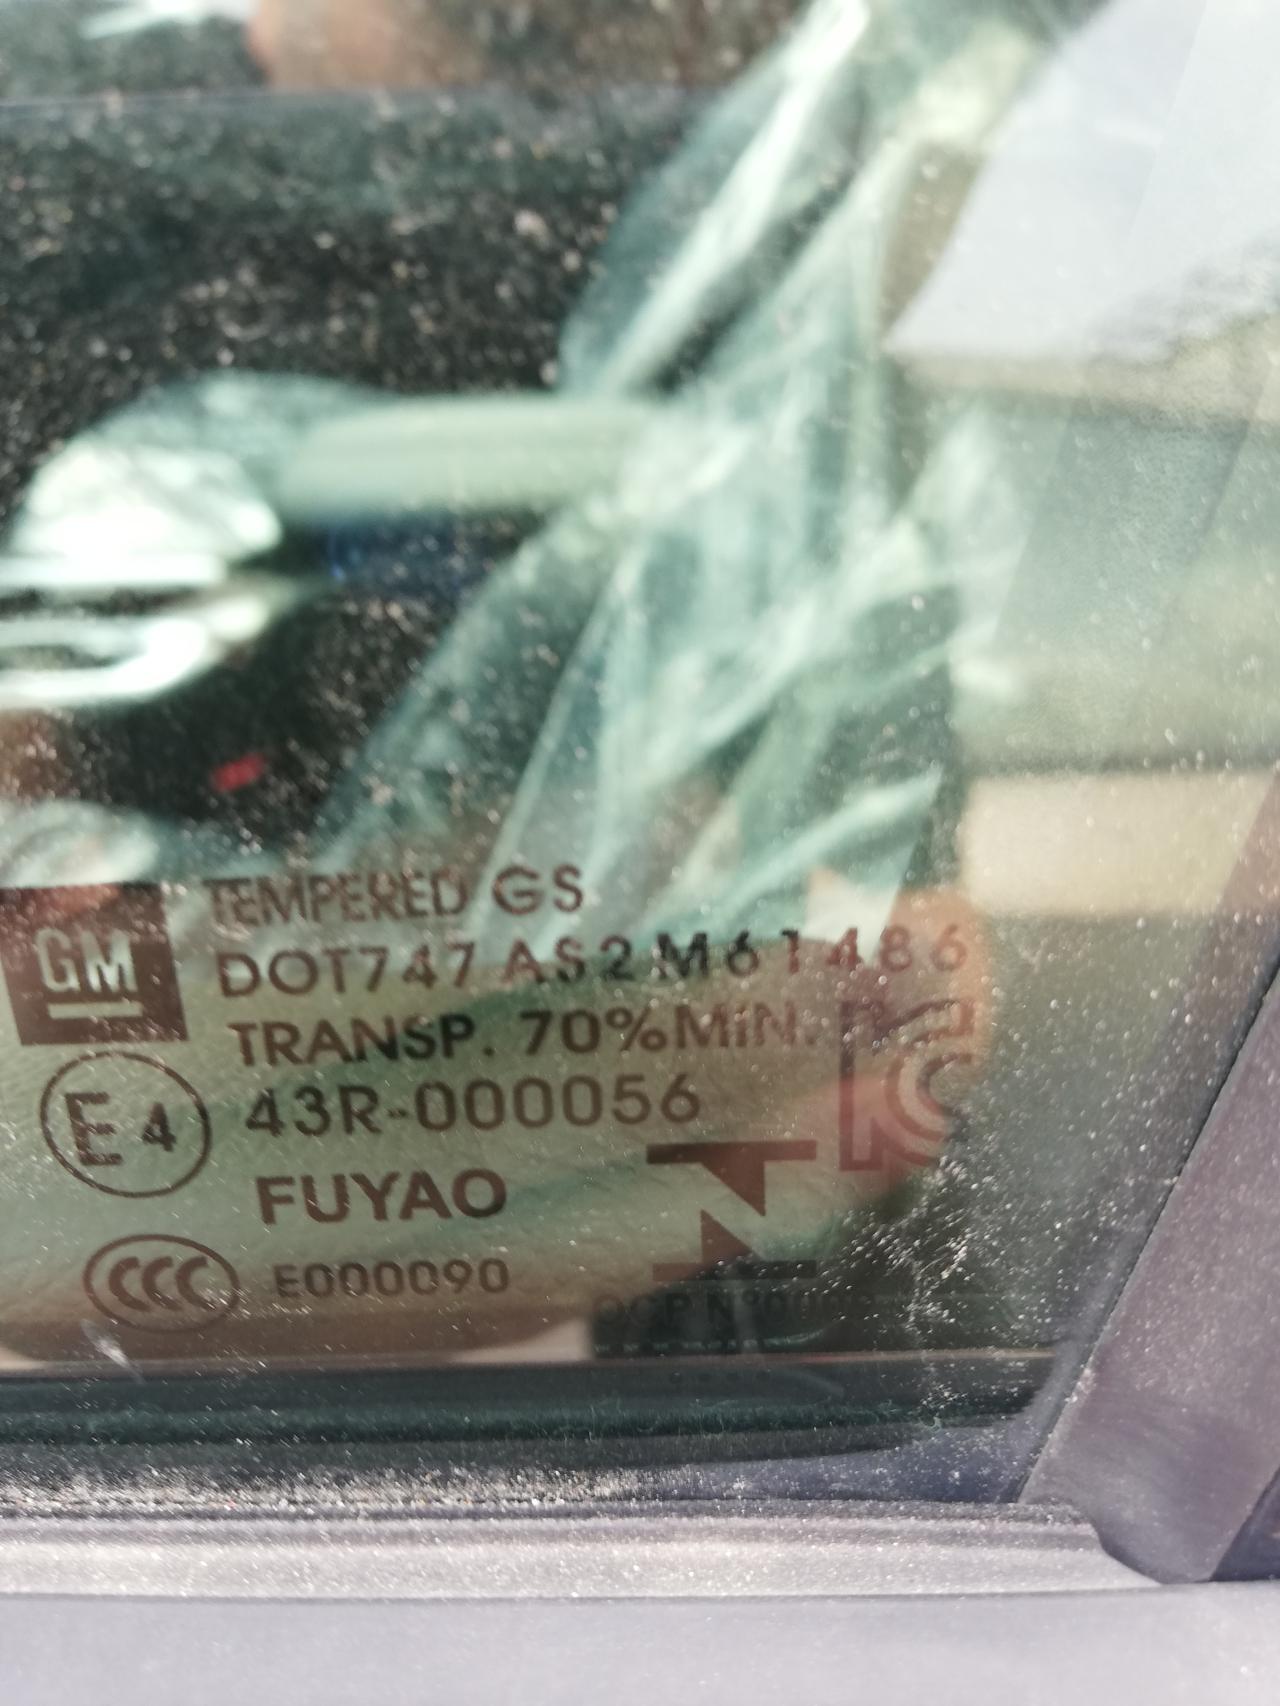 TEMPERED GS
GM
DOT747 AS2 M61486
TRANSP. 70%MIN.
E4
43R-000056
FUYAO
CCC
E000090